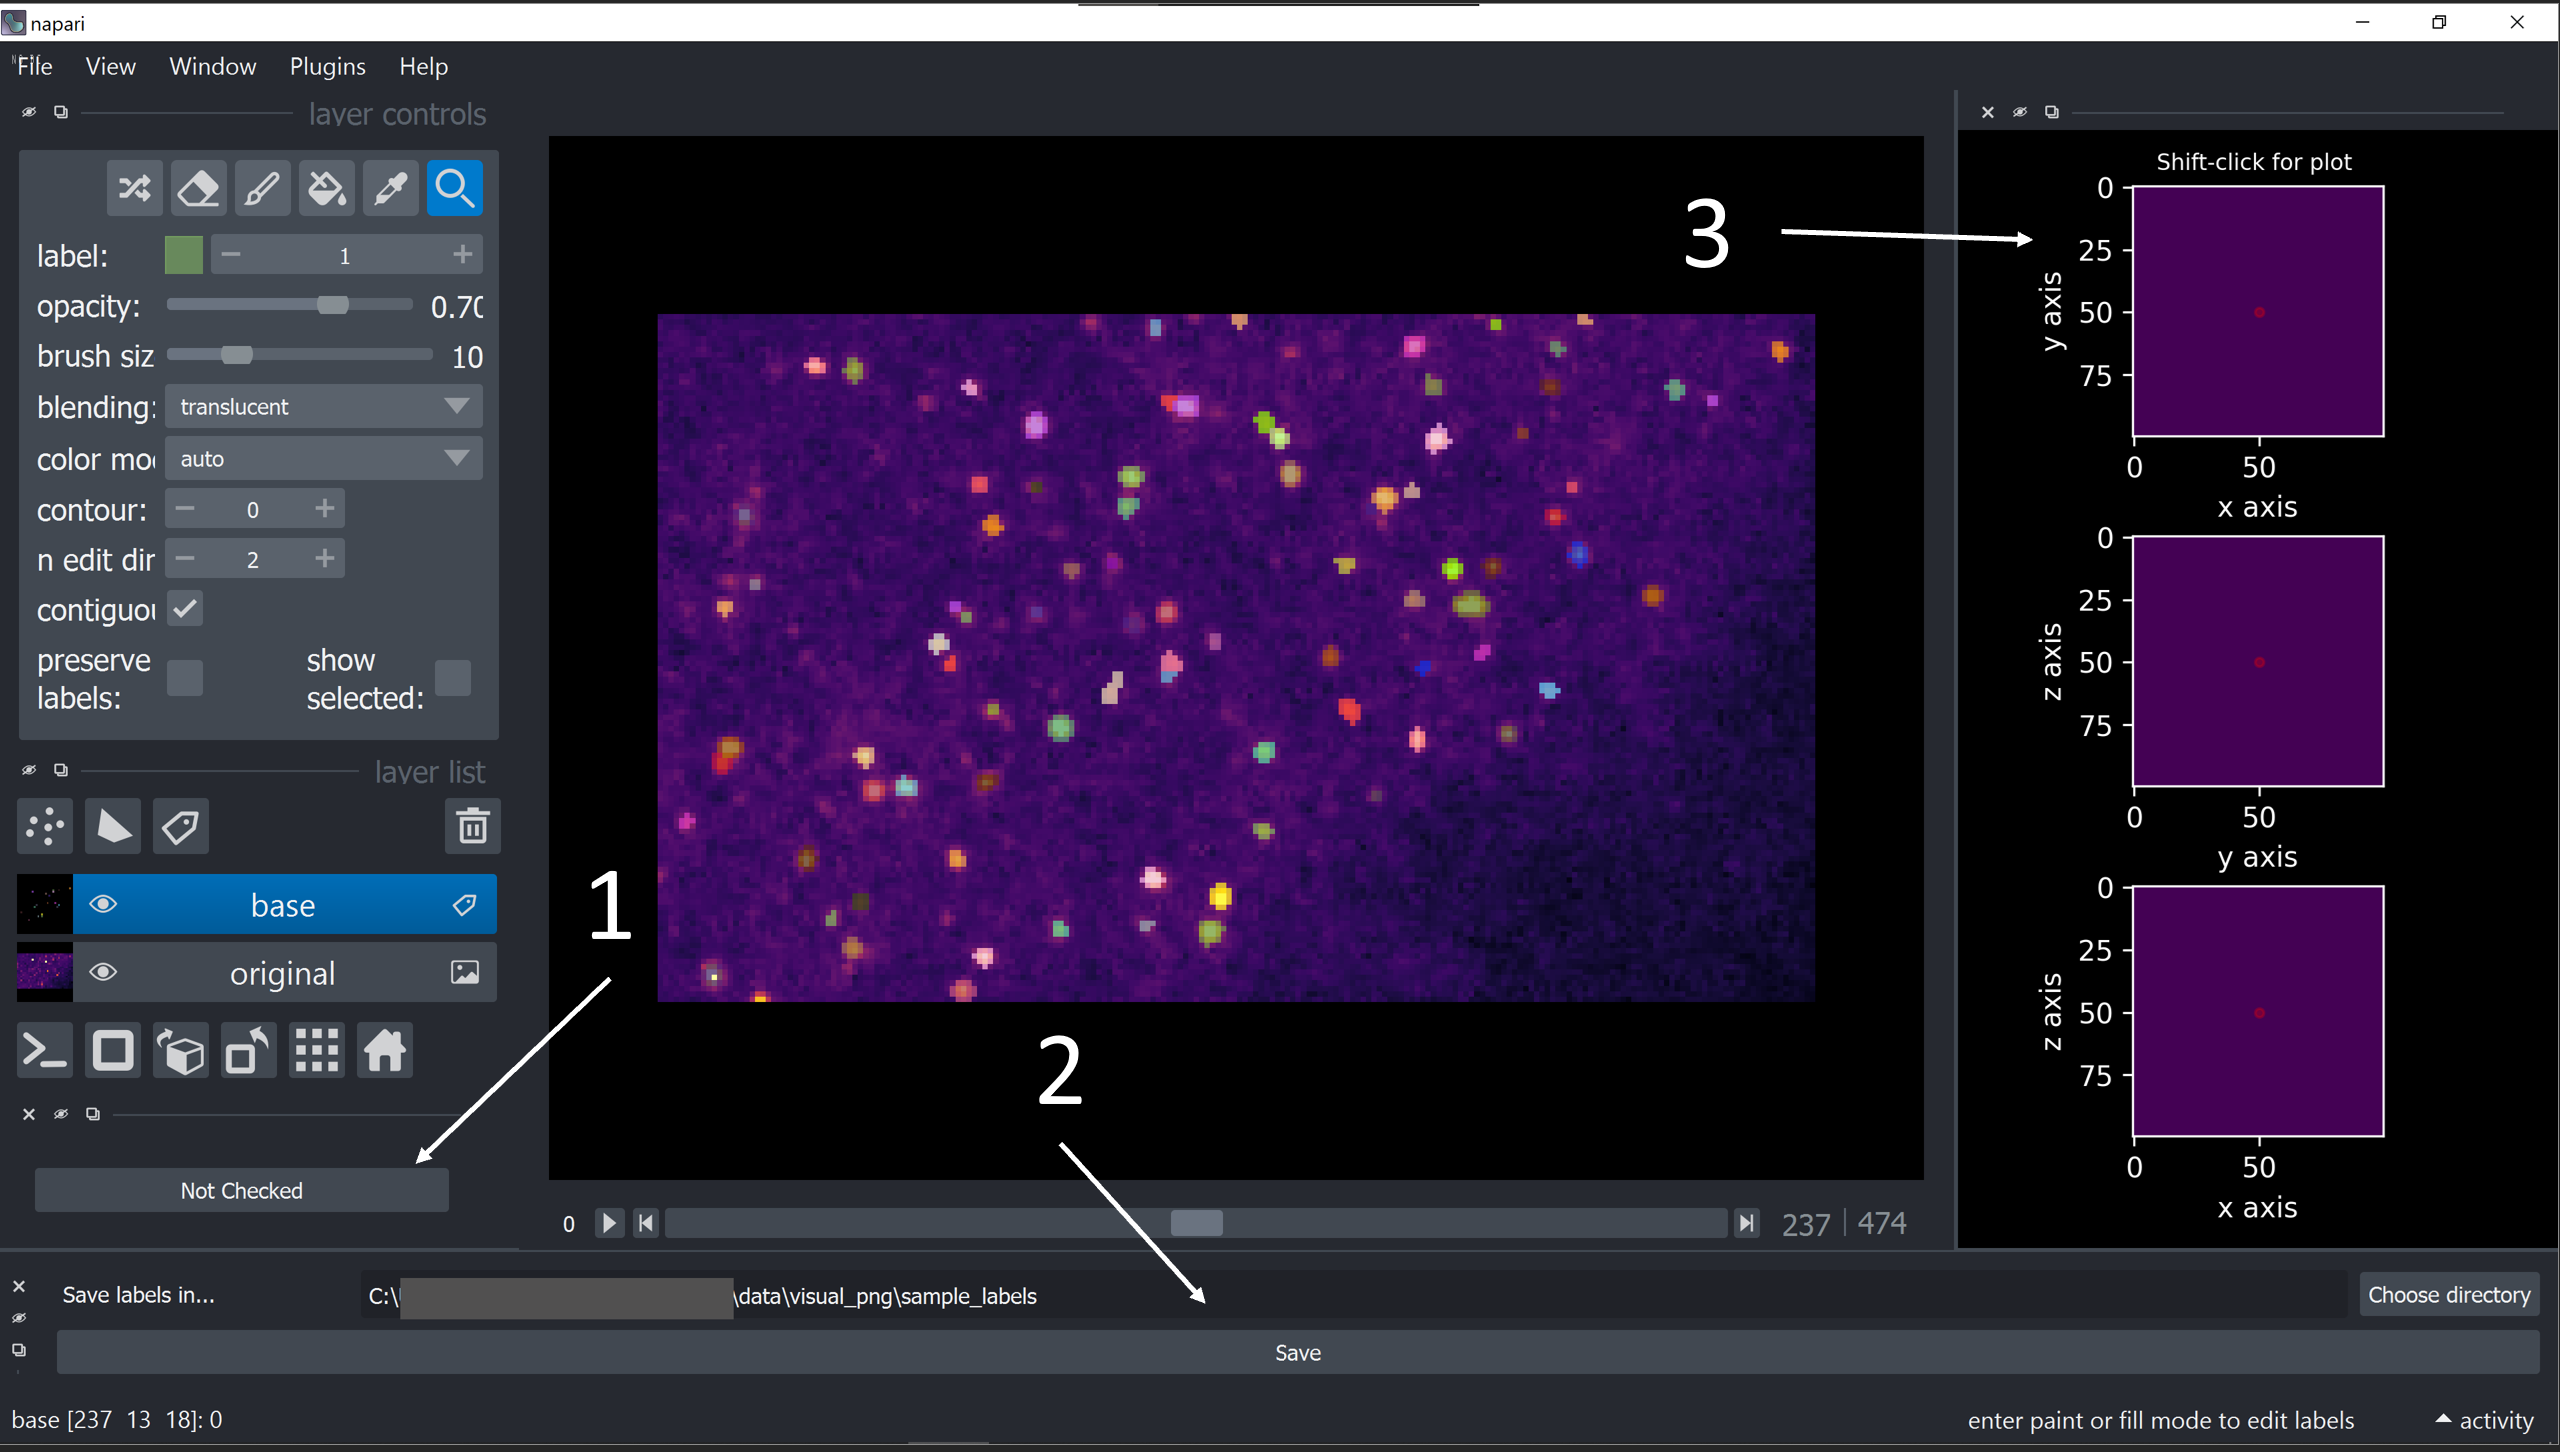 napari
File View Window Plugins Help
layer controls
label: 1
opacity: 0.70
brush siz 10
blending: translucent
color mo auto
contour: 0
n edit dir 2
contiguou
preserve labels: show selected:
layer list
base
original
Not Checked
1
2
3
0 237 474
Shift-click for plot
0
25
50
75
y axis
0 50
x axis
0
25
50
75
z axis
0 50
y axis
0
25
50
75
z axis
0 50
x axis
Save labels in... C:\ \data\visual_png\sample_labels Choose directory
Save
base [237 13 18]: 0 enter paint or fill mode to edit labels activity